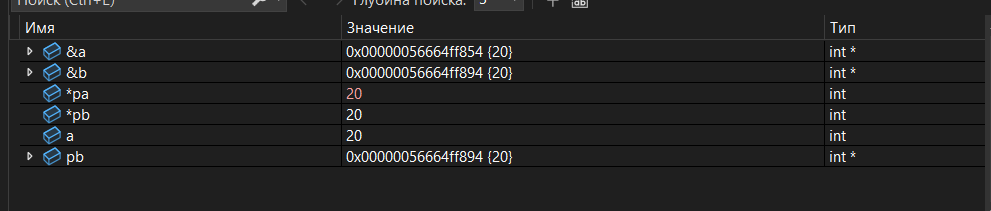 Поиск (Ctrl+E) Глубина поиска: 3
Имя Значение Тип
&a 0x00000056664ff854 {20} int *
&b 0x00000056664ff894 {20} int *
*pa 20 int
*pb 20 int
a 20 int
pb 0x00000056664ff894 {20} int *